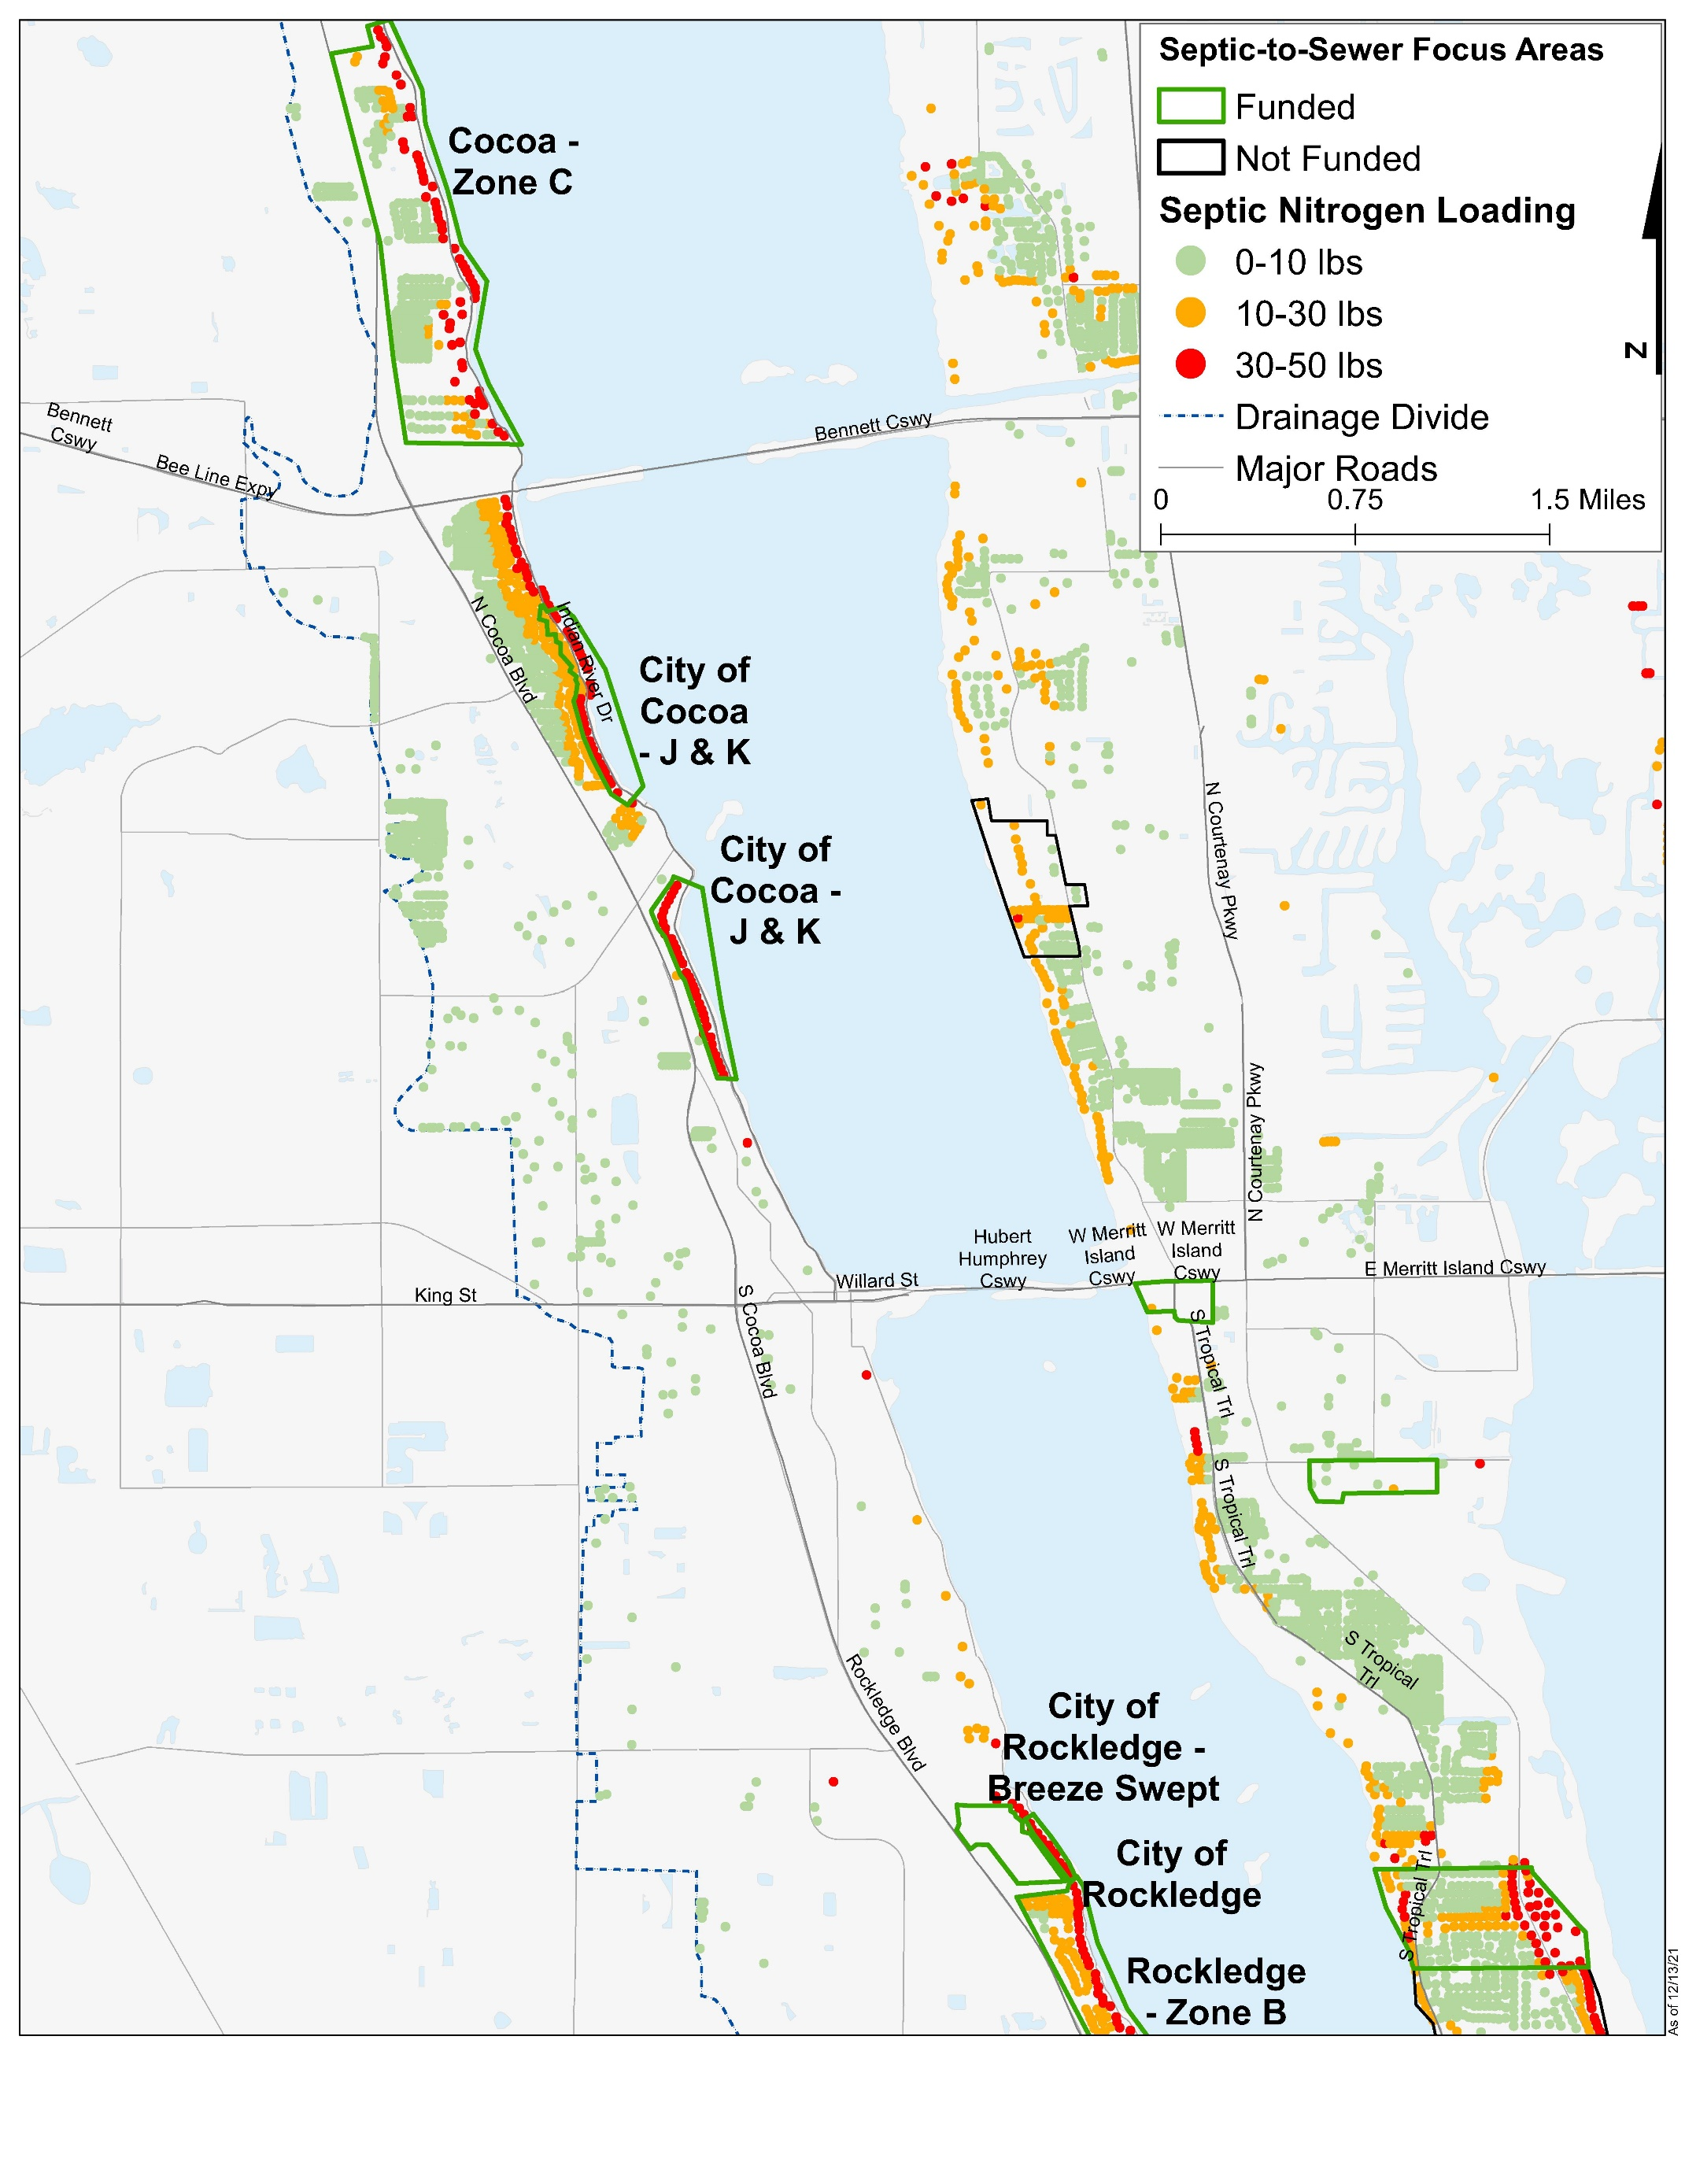 Septic-to-Sewer Focus Areas
Funded
Not Funded
Septic Nitrogen Loading
0-10 lbs
10-30 lbs
30-50 lbs
Drainage Divide
Major Roads
0 0.75 1.5 Miles
N
Cocoa -
Zone C
Bennett
Cswy
Bee Line Expy
Bennett Cswy
N Cocoa Blvd
Indian River Dr
City of
Cocoa
- J & K
City of
Cocoa -
J & K
N Courtenay Pkwy
N Courtenay Pkwy
Hubert
Humphrey
Cswy
W Merritt
Island
Cswy
W Merritt
Island
Cswy
E Merritt Island Cswy
Willard St
King St
S Cocoa Blvd
S Tropical Trl
S Tropical Trl
S Tropical
Trl
Rockledge Blvd
City of
Rockledge -
Breeze Swept
City of
Rockledge
S Tropical Trl
Rockledge
- Zone B
As of 12/13/21